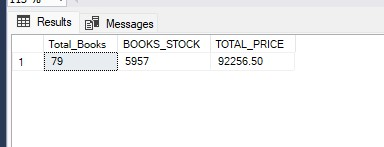 Results Messages
Total_Books BOOKS_STOCK TOTAL_PRICE
1 79 5957 92256.50